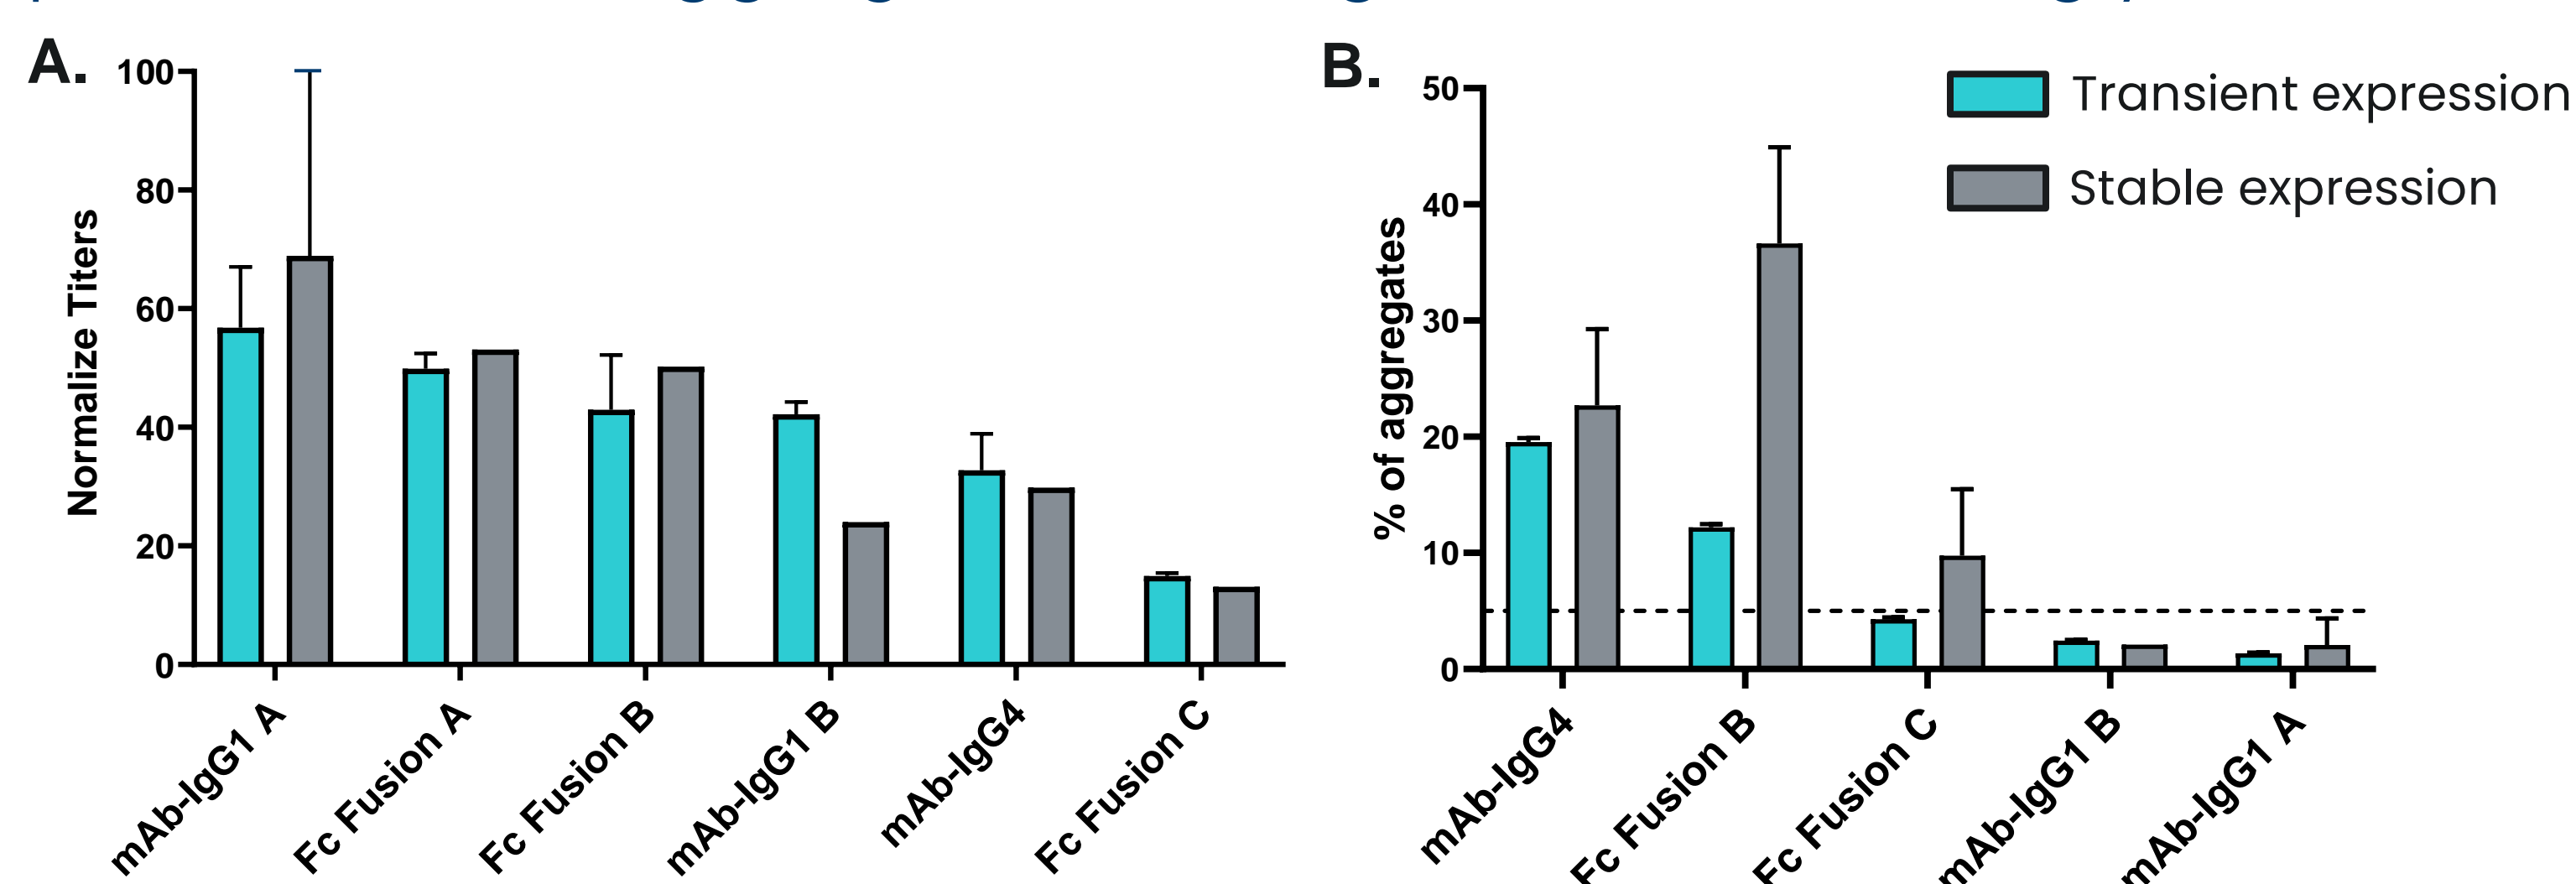 A.
Normalize Titers
100
80
60
40
20
0
mAb-IgG1 A
Fc Fusion A
Fc Fusion B
mAb-IgG1 B
mAb-IgG4
Fc Fusion C
B.
% of aggregates
50
40
30
20
10
0
Transient expression
Stable expression
mAb-IgG4
Fc Fusion B
Fc Fusion C
mAb-IgG1 B
mAb-IgG1 A